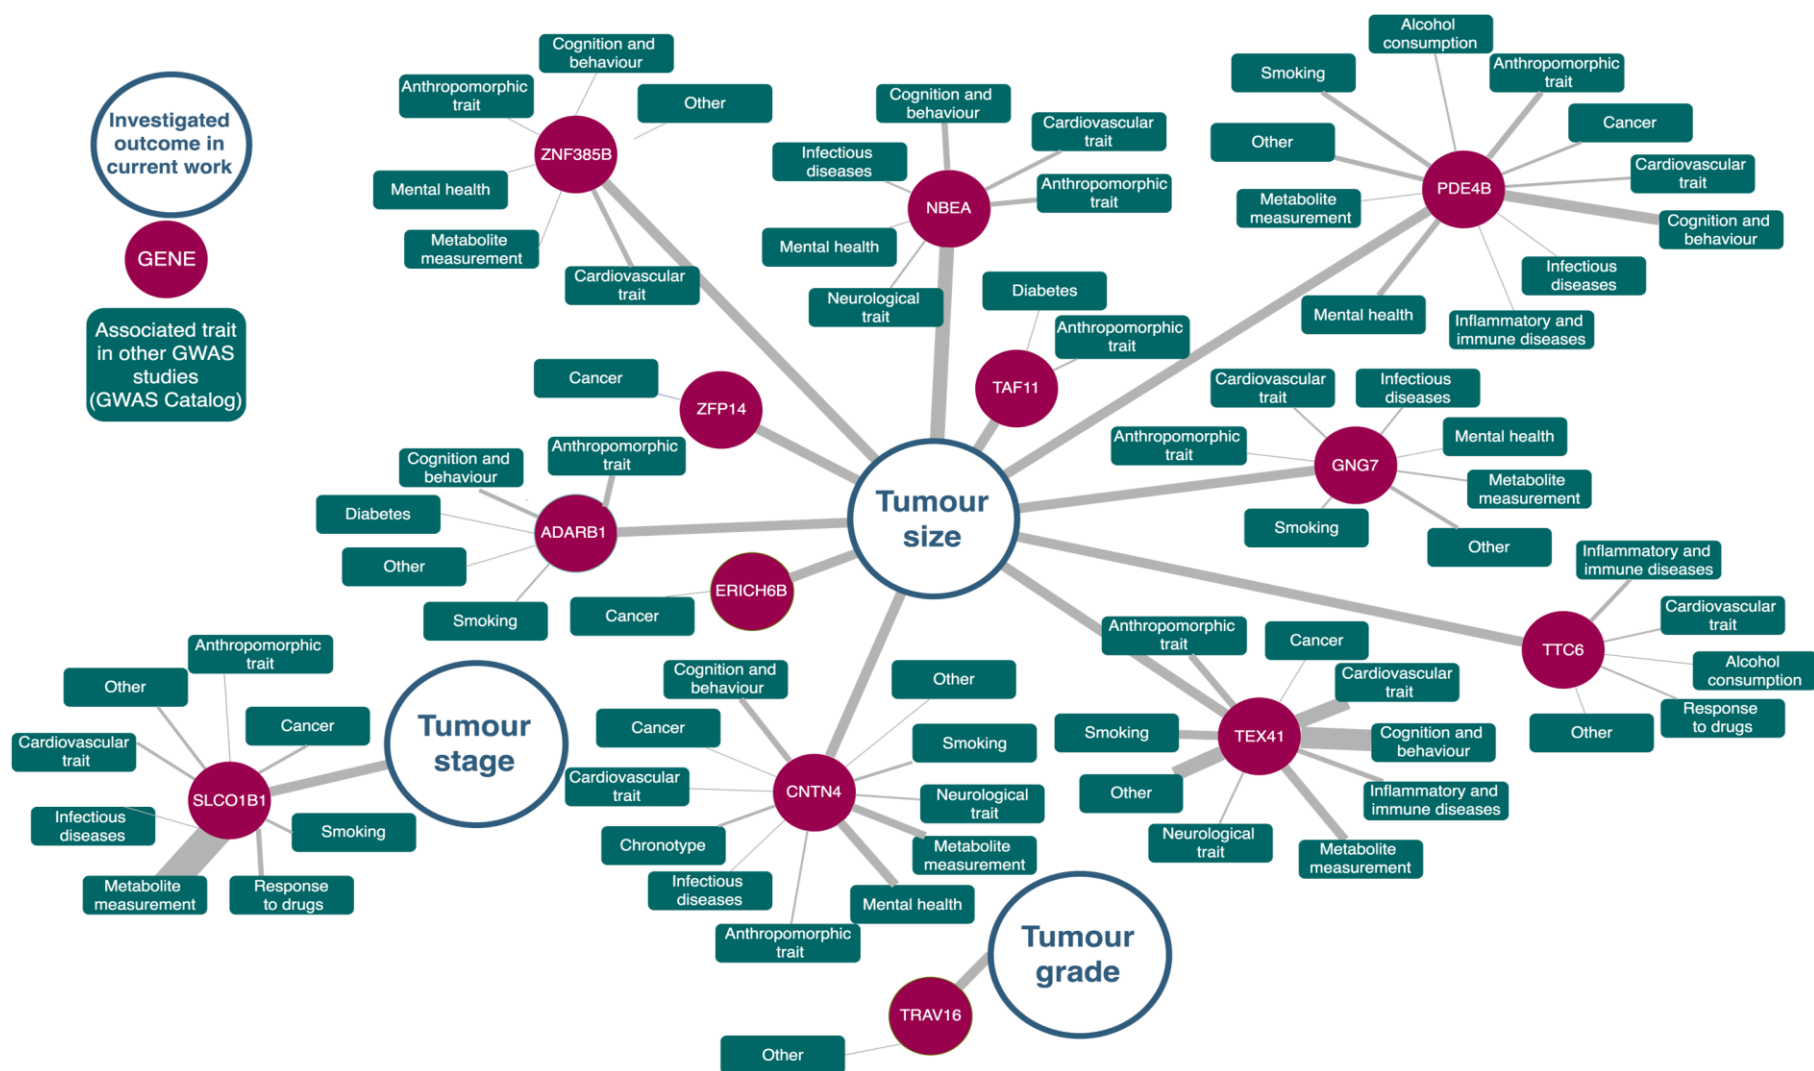 Investigated
outcome in
current work
GENE
Associated trait
in other GWAS
studies
(GWAS Catalog)
Cognition and
behaviour
Anthropomorphic
trait
Other
ZNF385B
Mental health
Metabolite
measurement
Cardiovascular
trait
Cognition and
behaviour
Cardiovascular
trait
Infectious
diseases
Anthropomorphic
trait
NBEA
Mental health
Neurological
trait
Alcohol
consumption
Smoking
Anthropomorphic
trait
Other
Cancer
PDE4B
Cardiovascular
trait
Metabolite
measurement
Cognition and
behaviour
Infectious
diseases
Mental health
Inflammatory and
immune diseases
Diabetes
Anthropomorphic
trait
TAF11
Cancer
ZFP14
Cardiovascular
trait
Infectious
diseases
Anthropomorphic
trait
Mental health
GNG7
Metabolite
measurement
Smoking
Other
Cognition and
behaviour
Anthropomorphic
trait
Diabetes
ADARB1
Other
Smoking
Tumour
size
ERICH6B
Cancer
Inflammatory and
immune diseases
Cardiovascular
trait
TTC6
Alcohol
consumption
Response
to drugs
Other
Anthropomorphic
trait
Cancer
Cardiovascular
trait
Smoking
TEX41
Cognition and
behaviour
Other
Inflammatory and
immune diseases
Neurological
trait
Metabolite
measurement
Anthropomorphic
trait
Other
Cancer
Cardiovascular
trait
SLCO1B1
Infectious
diseases
Smoking
Metabolite
measurement
Response
to drugs
Tumour
stage
Cognition and
behaviour
Other
Cancer
Smoking
Cardiovascular
trait
CNTN4
Neurological
trait
Chronotype
Metabolite
measurement
Infectious
diseases
Mental health
Anthropomorphic
trait
Tumour
grade
TRAV16
Other